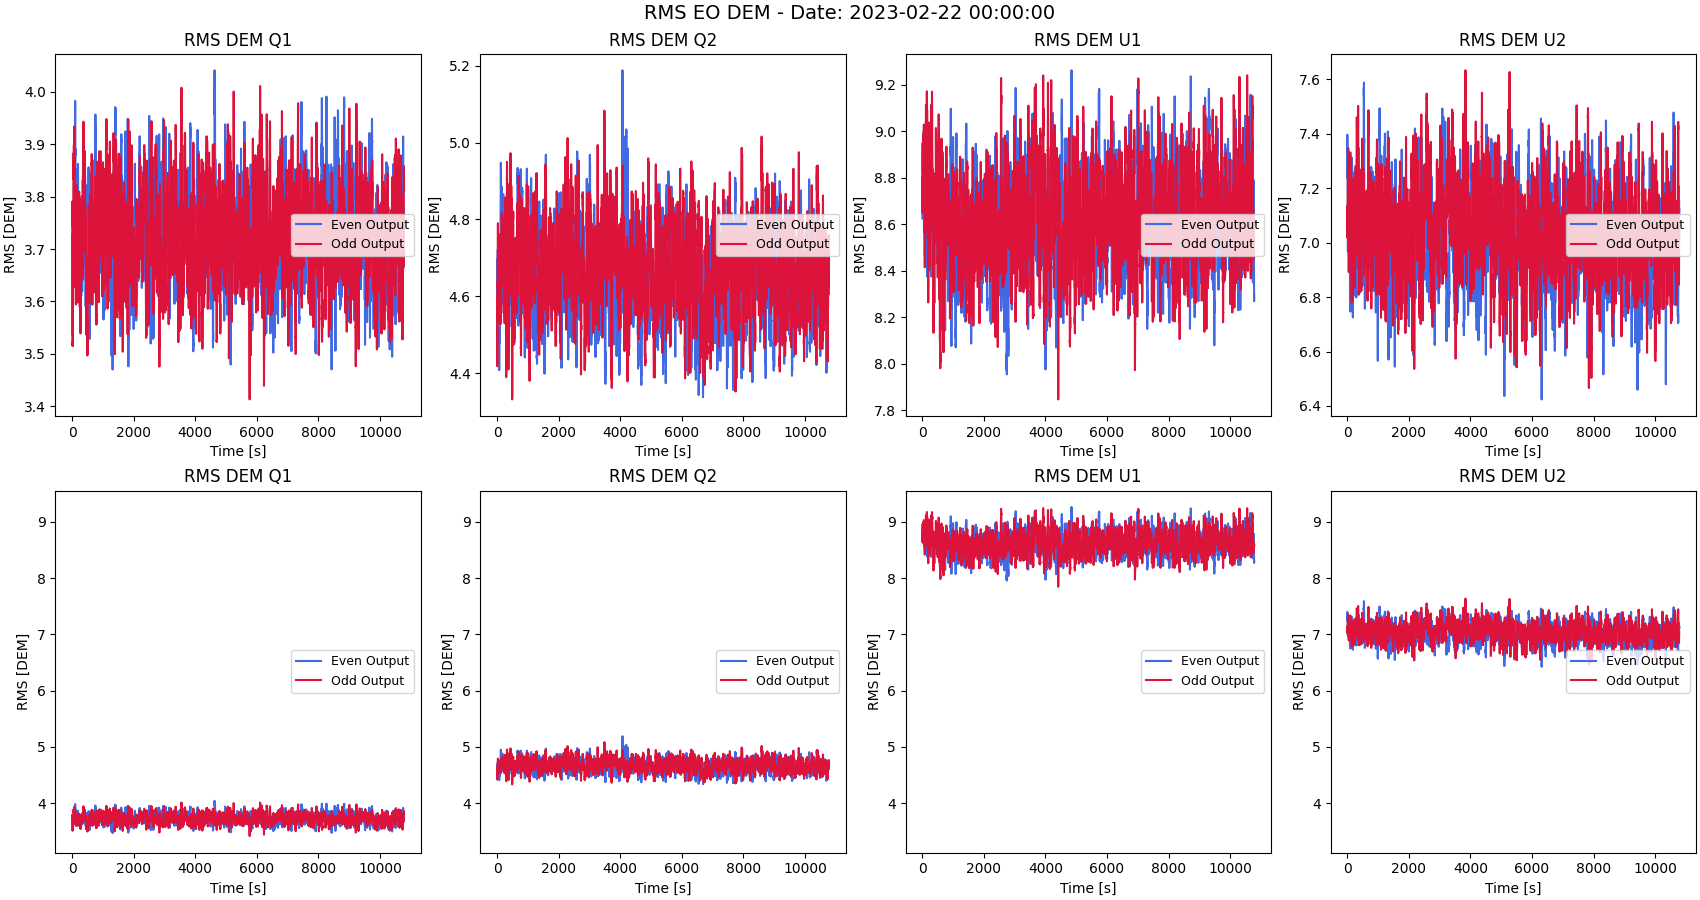 RMS EO DEM - Date: 2023-02-22 00:00:00
RMS DEM Q1
RMS [DEM]
4.0
3.9
3.8
3.7
3.6
3.5
3.4
Even Output
Odd Output
0 2000 4000 6000 8000 10000
Time [s]
RMS DEM Q2
RMS [DEM]
5.2
5.0
4.8
4.6
4.4
Even Output
Odd Output
0 2000 4000 6000 8000 10000
Time [s]
RMS DEM U1
RMS [DEM]
9.2
9.0
8.8
8.6
8.4
8.2
8.0
7.8
Even Output
Odd Output
0 2000 4000 6000 8000 10000
Time [s]
RMS DEM U2
RMS [DEM]
7.6
7.4
7.2
7.0
6.8
6.6
6.4
Even Output
Odd Output
0 2000 4000 6000 8000 10000
Time [s]
RMS DEM Q1
RMS [DEM]
9
8
7
6
5
4
Even Output
Odd Output
0 2000 4000 6000 8000 10000
Time [s]
RMS DEM Q2
RMS [DEM]
9
8
7
6
5
4
Even Output
Odd Output
0 2000 4000 6000 8000 10000
Time [s]
RMS DEM U1
RMS [DEM]
9
8
7
6
5
4
Even Output
Odd Output
0 2000 4000 6000 8000 10000
Time [s]
RMS DEM U2
RMS [DEM]
9
8
7
6
5
4
Even Output
Odd Output
0 2000 4000 6000 8000 10000
Time [s]